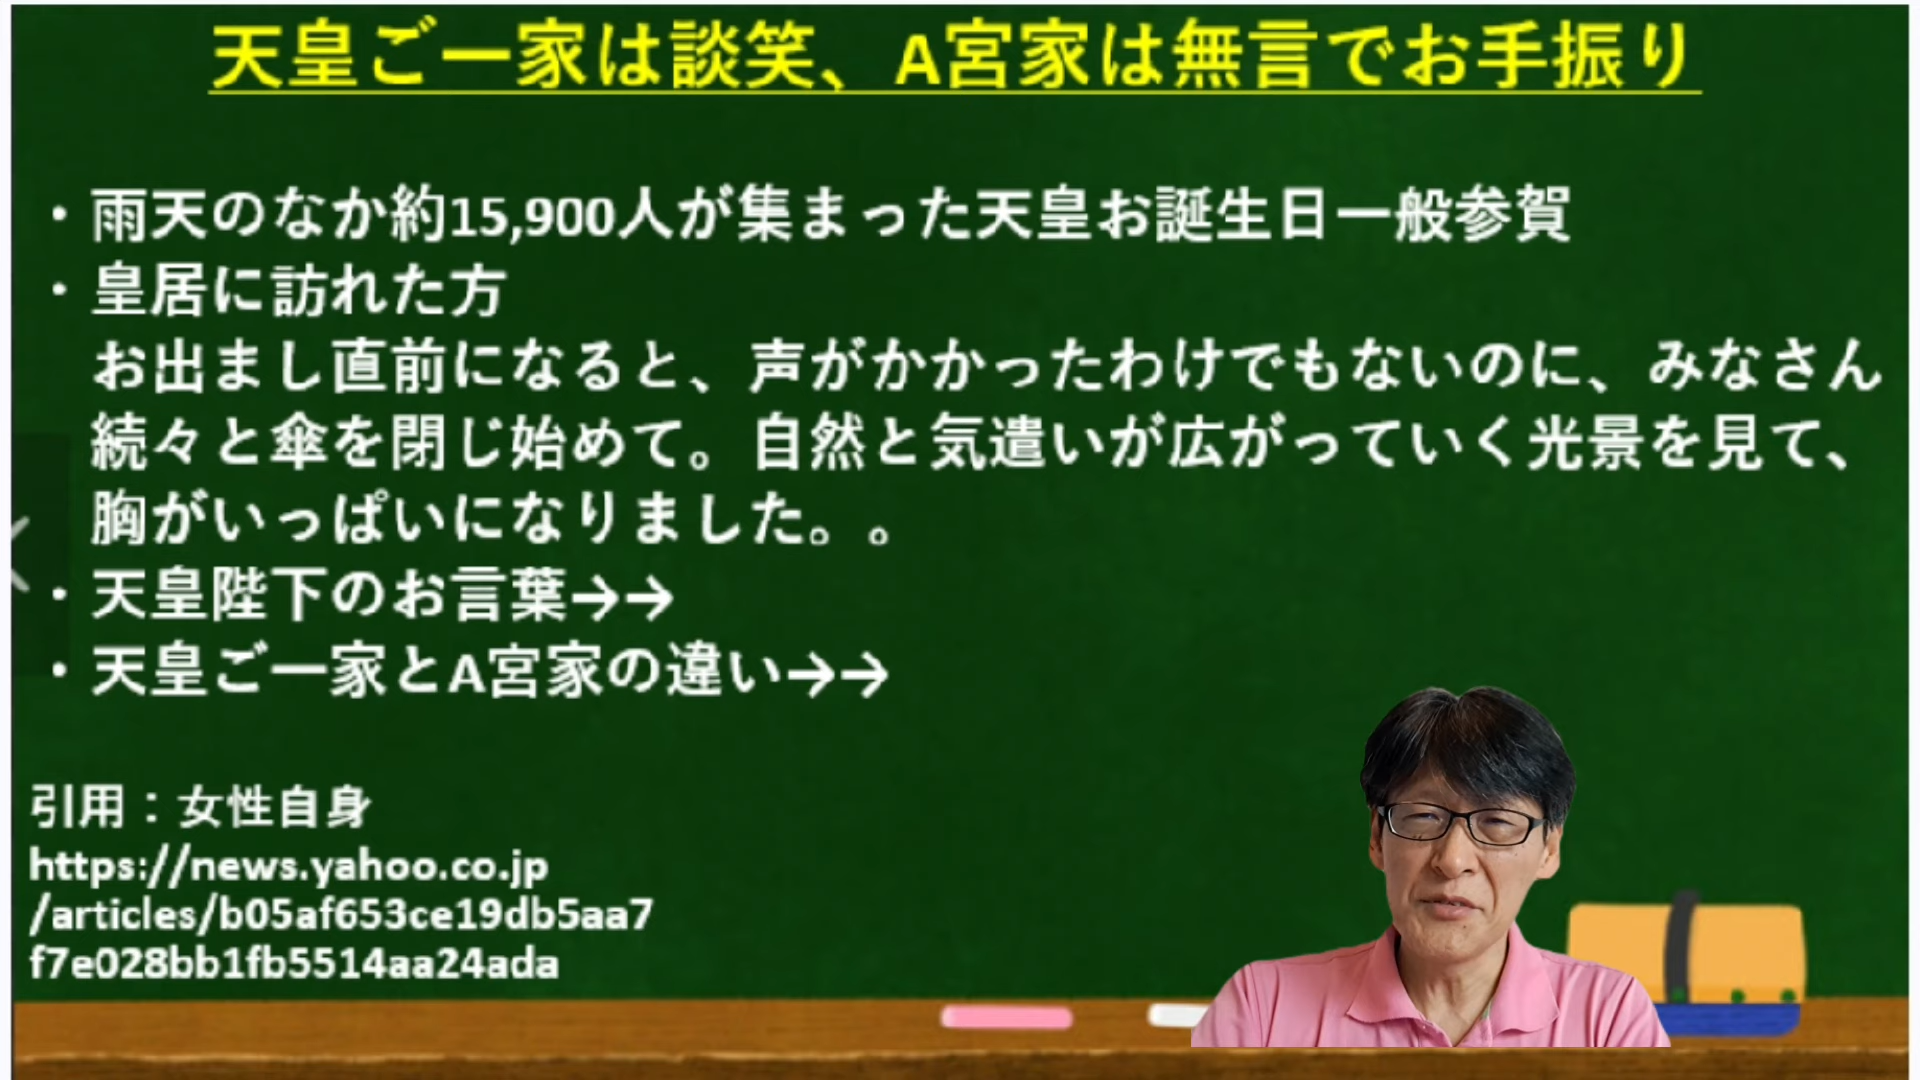 天皇ご一家は談笑、A宮家は無言でお手振り
・雨天のなか約15,900人が集まった天皇お誕生日一般参賀
・皇居に訪れた方
お出まし直前になると、声がかかったわけでもないのに、みなさん
続々と傘を閉じ始めて。自然と気遣いが広がっていく光景を見て、
胸がいっぱいになりました。。
・天皇陛下のお言葉→→
・天皇ご一家とA宮家の違い→→
引用：女性自身
https://news.yahoo.co.jp
/articles/b05af653ce19db5aa7
f7e028bb1fb5514aa24ada